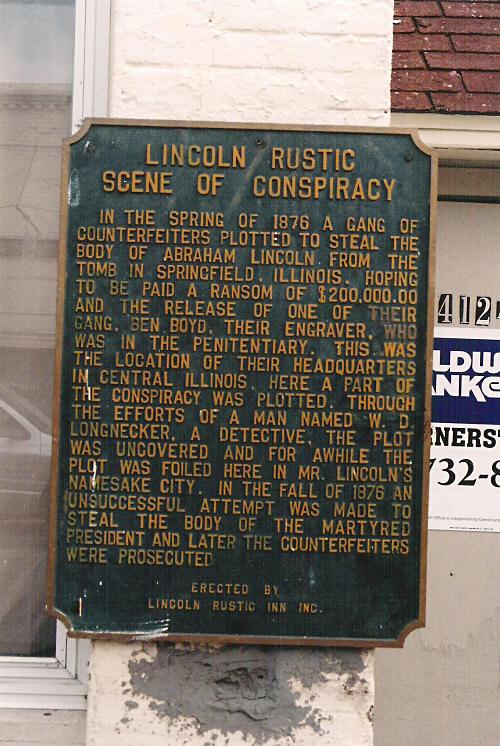 LINCOLN RUSTIC
SCENE OF CONSPIRACY
IN THE SPRING OF 1876 A GANG OF
COUNTERFEITERS PLOTTED TO STEAL THE
BODY OF ABRAHAM LINCOLN FROM THE
TOMB IN SPRINGFIELD, ILLINOIS, HOPING
TO BE PAID A RANSOM OF $200,000.00
AND THE RELEASE OF ONE OF THEIR
GANG, BEN BOYD, THEIR ENGRAVER, WHO
WAS IN THE PENITENTIARY. THIS WAS
THE LOCATION OF THEIR HEADQUARTERS
IN CENTRAL ILLINOIS. HERE A PART OF
THE CONSPIRACY WAS PLOTTED. THROUGH
THE EFFORTS OF A MAN NAMED W. D.
LONGNECKER, A DETECTIVE, THE PLOT
WAS UNCOVERED AND FOR AWHILE THE
PLOT WAS FOILED HERE IN MR. LINCOLN'S
NAMESAKE CITY. IN THE FALL OF 1876 AN
UNSUCCESSFUL ATTEMPT WAS MADE TO
STEAL THE BODY OF THE MARTYRED
PRESIDENT AND LATER THE COUNTERFEITERS
WERE PROSECUTED
ERECTED BY
LINCOLN RUSTIC INN INC.
412
LDW
ANK
RNERS
732-8